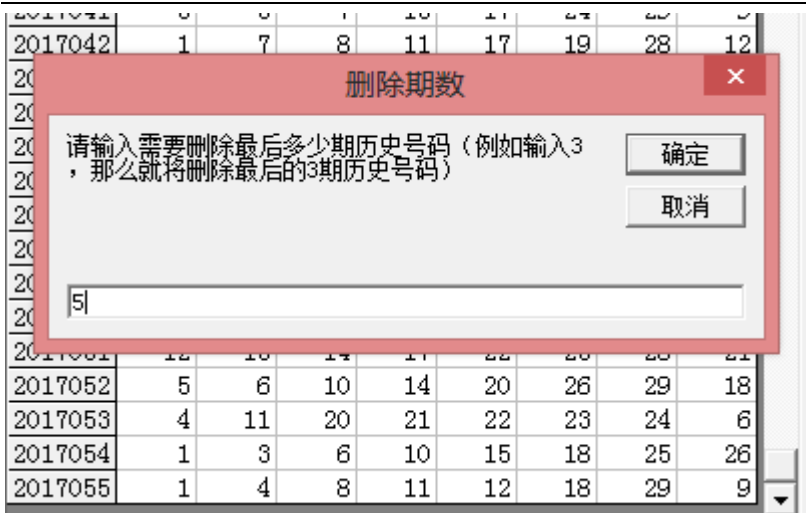 2017042 1 7 8 11 17 19 28 12
删除期数
请输入需要删除最后多少期历史号码（例如输入3
，那么就将删除最后的3期历史号码）
确定
取消
5
2017052 5 6 10 14 20 26 29 18
2017053 4 11 20 21 22 23 24 6
2017054 1 3 6 10 15 18 25 26
2017055 1 4 8 11 12 18 29 9